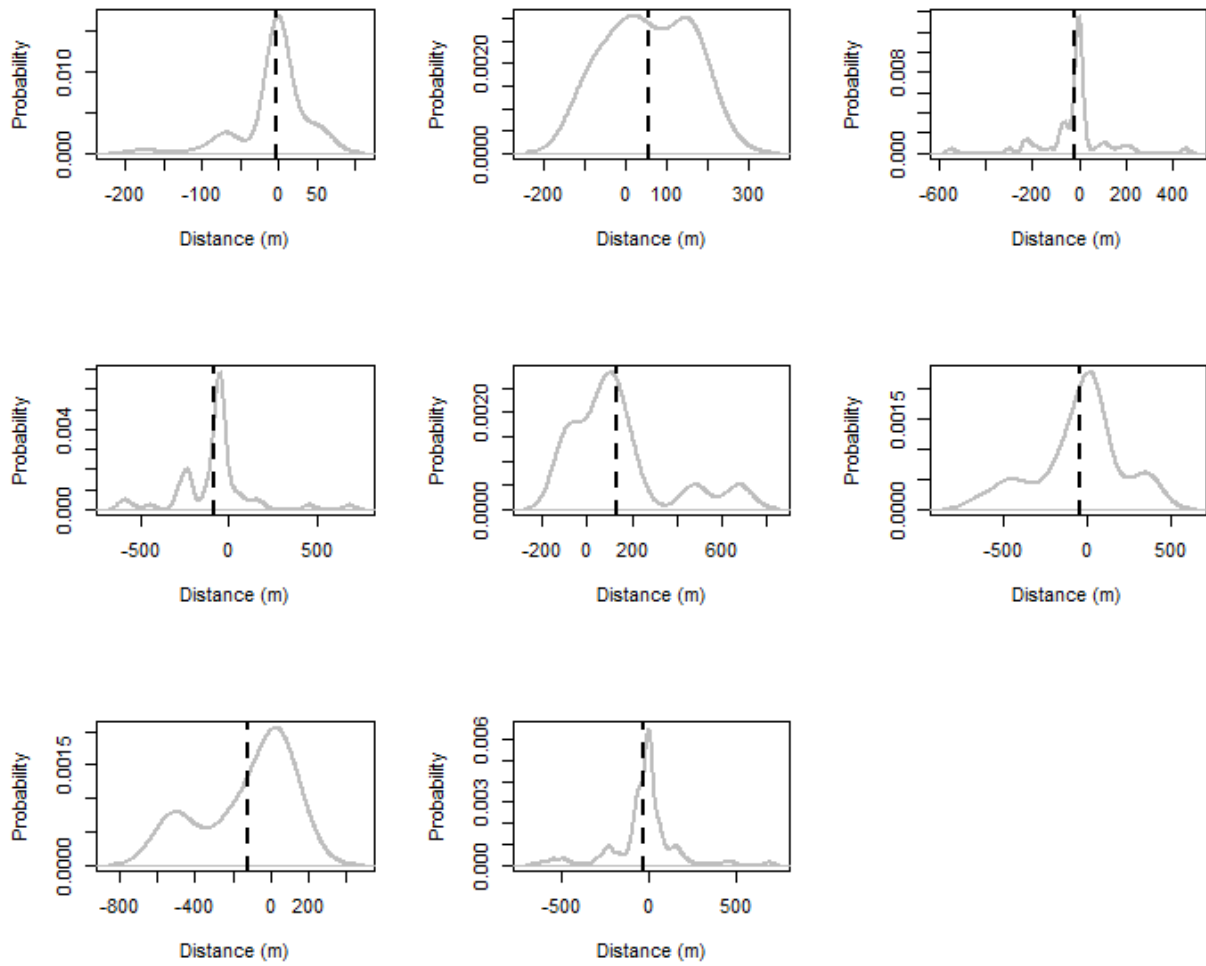 Probability
0.000 0.010
-200 -100 0 50
Distance (m)
Probability
0.0000 0.0020
-200 0 100 300
Distance (m)
Probability
0.000 0.008
-600 -200 0 200 400
Distance (m)
Probability
0.000 0.004
-500 0 500
Distance (m)
Probability
0.0000 0.0020
-200 0 200 600
Distance (m)
Probability
0.0000 0.0015
-500 0 500
Distance (m)
Probability
0.0000 0.0015
-800 -400 0 200
Distance (m)
Probability
0.000 0.003 0.006
-500 0 500
Distance (m)